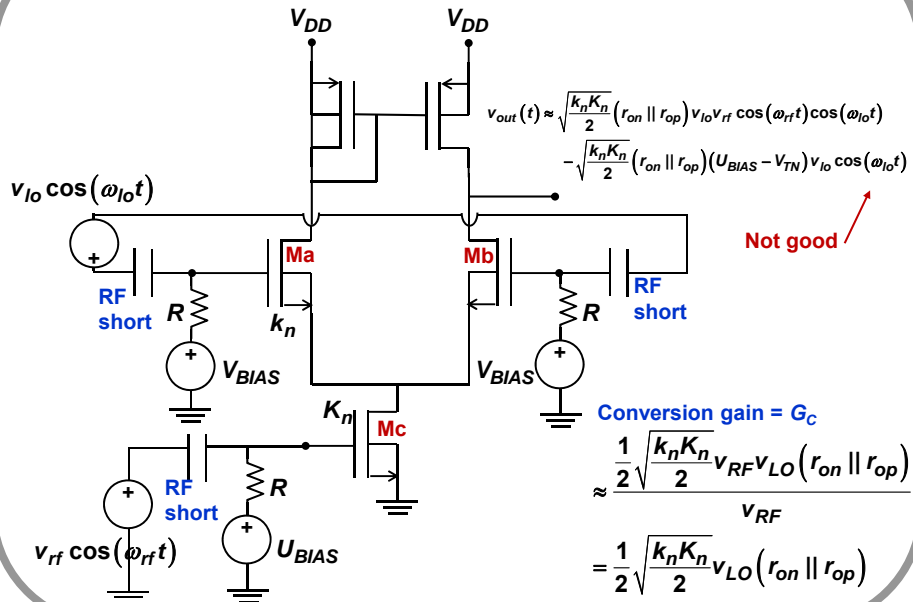 V_DD V_DD
v_out(t) ≈ √(k_n K_n / 2) (r_on || r_op) v_lo v_rf cos(ω_rf t) cos(ω_lo t)
− √(k_n K_n / 2) (r_on || r_op) (U_BIAS − V_TN) v_lo cos(ω_lo t)
v_lo cos(ω_lo t)
Not good
+
Ma Mb
RF short
R
k_n
RF short
R
+
V_BIAS
V_BIAS
+
K_n
Mc
Conversion gain = G_C
≈ (1/2 √(k_n K_n / 2) v_RF v_LO (r_on || r_op)) / v_RF
RF short
R
+
v_rf cos(ω_rf t)
+
U_BIAS
= 1/2 √(k_n K_n / 2) v_LO (r_on || r_op)